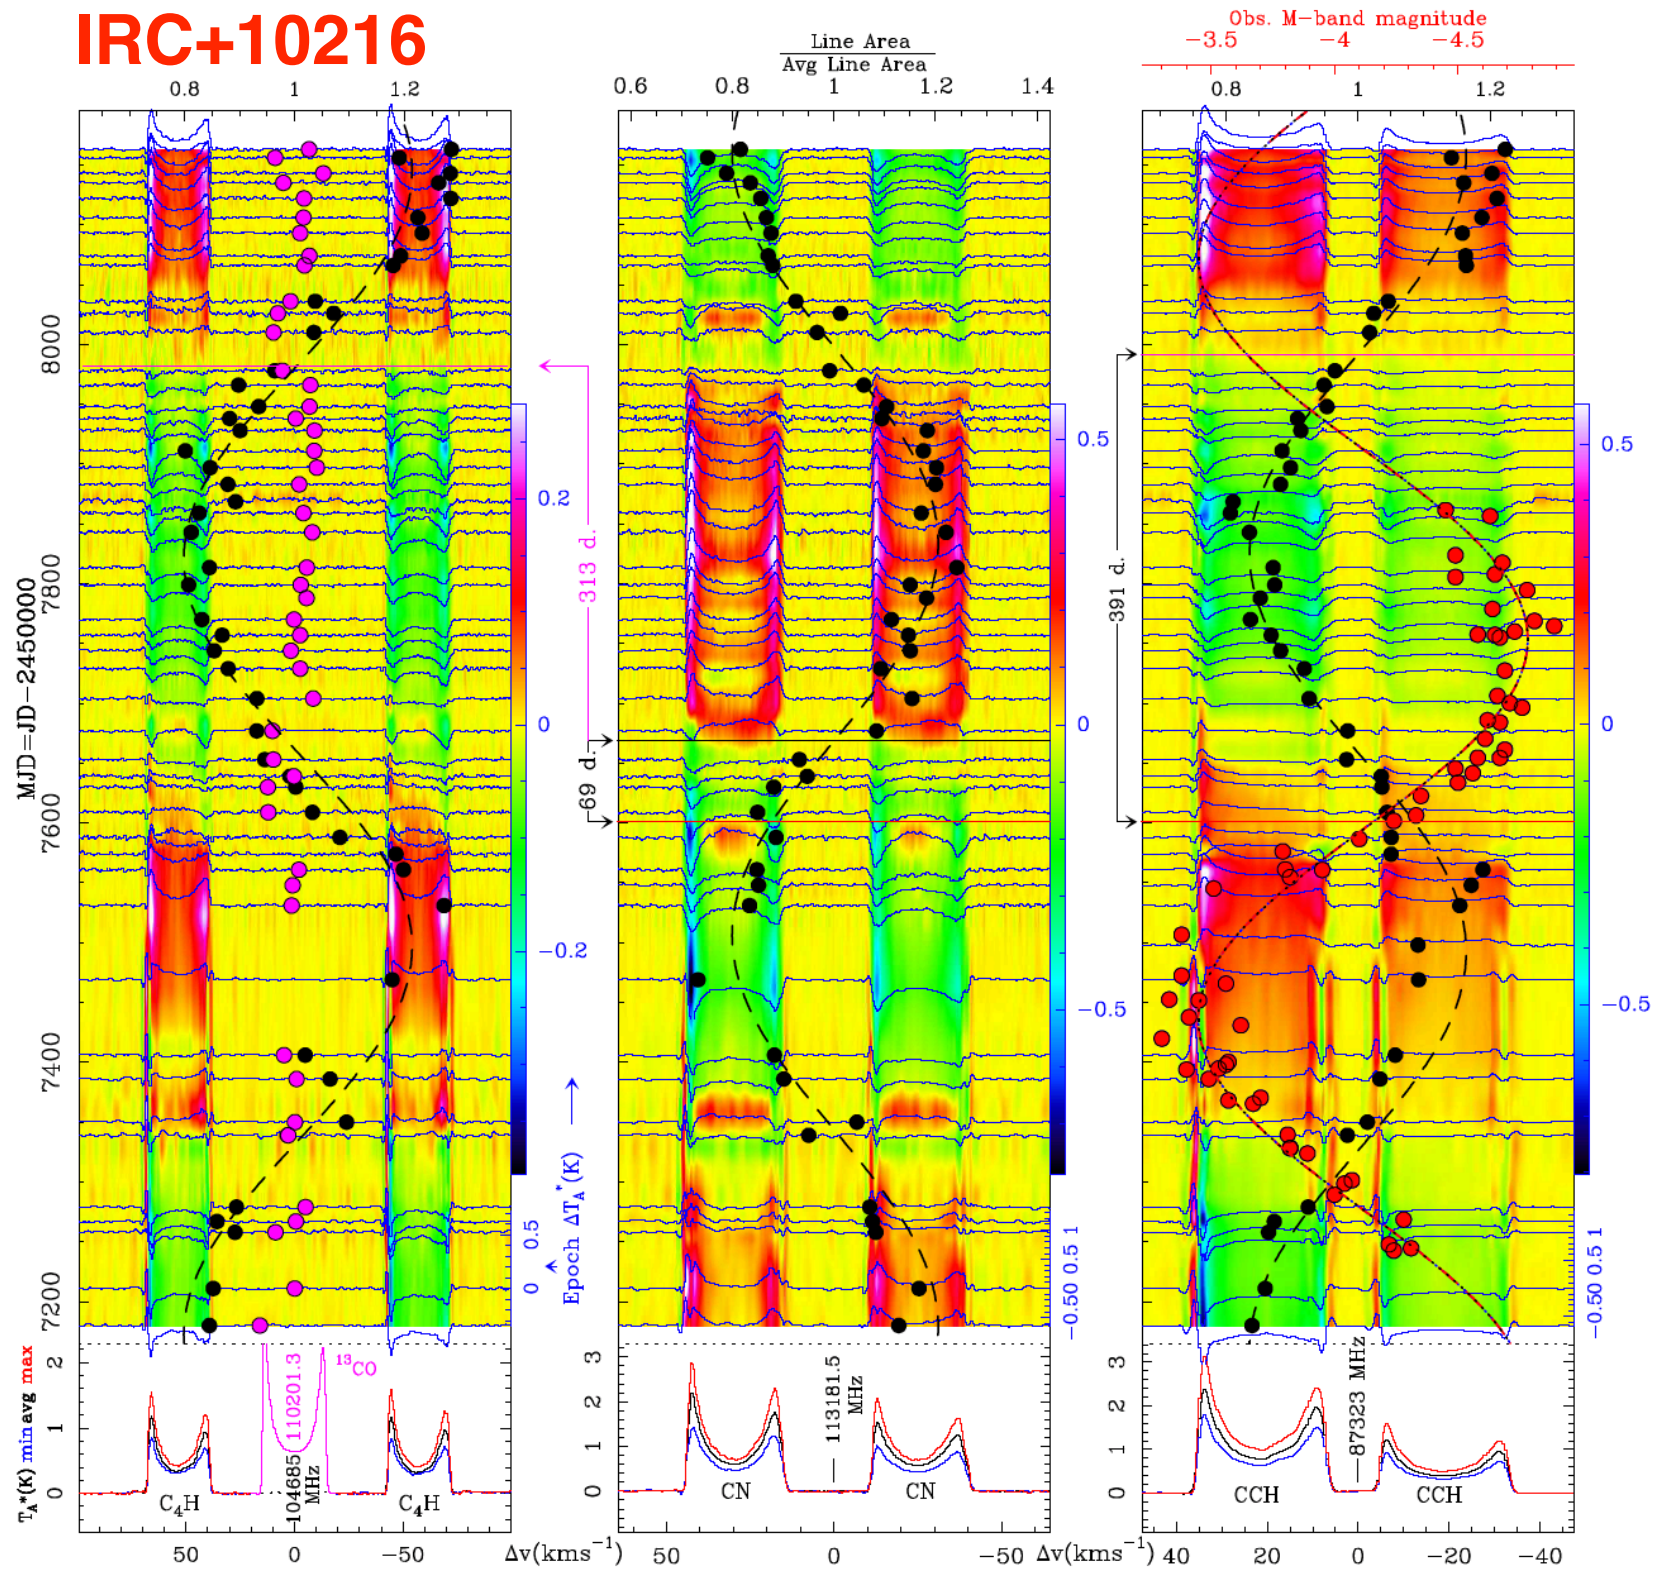 IRC+10216
Obs. M-band magnitude
−3.5 −4 −4.5
Line Area
Avg Line Area
0.8 1 1.2
0.6 0.8 1 1.2 1.4
0.8 1 1.2
MJD=JD−2450000
8000
7800
7600
7400
7200
313 d.
69 d.
391 d.
0.2
0
−0.2
0.5
0
−0.5
0.5
0
−0.5
Epoch ΔTA*(K)
0 0.5
−0.50 0.5 1
−0.50 0.5 1
TA*(K) min avg max
2
1
0
3
2
1
0
3
2
1
0
110201.3
13CO
104685 MHz
113181.5 MHz
87323 MHz
C4H C4H
CN CN
CCH CCH
50 0 −50 Δv(kms−1)
50 0 −50 Δv(kms−1)
40 20 0 −20 −40